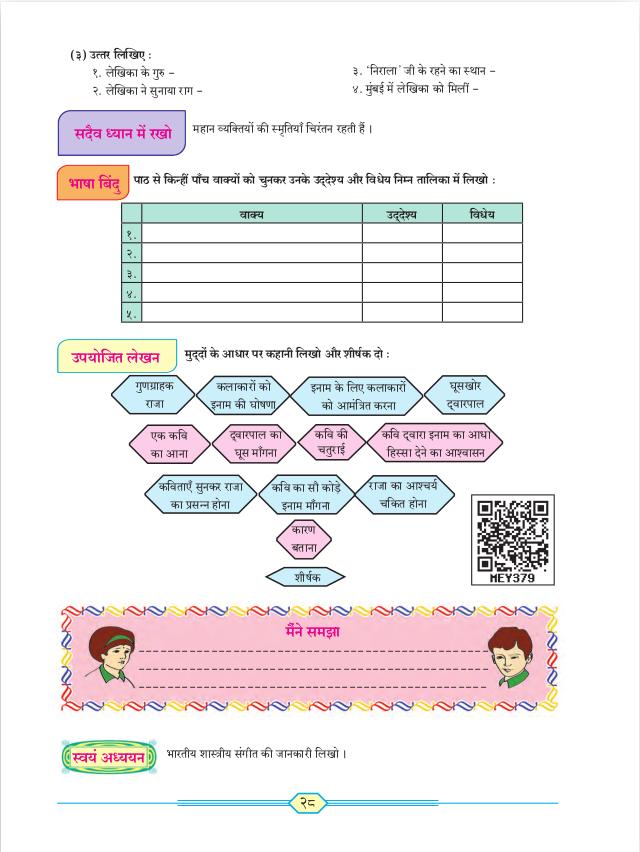 (३) उत्तर लिखिए :
१. लेखिका के गुरु –
३. ‘निराला’ जी के रहने का स्थान –
२. लेखिका ने सुनाया राग –
४. मुंबई में लेखिका को मिलीं –
सदैव ध्यान में रखो
महान व्यक्तियों की स्मृतियाँ चिरंतन रहती हैं ।
भाषा बिंदु
पाठ से किन्हीं पाँच वाक्यों को चुनकर उनके उद्देश्य और विधेय निम्न तालिका में लिखो :
वाक्य उद्देश्य विधेय
१.
२.
३.
४.
५.
उपयोजित लेखन
मुद्दों के आधार पर कहानी लिखो और शीर्षक दो :
गुणग्राहक
राजा
कलाकारों को
इनाम की घोषणा
इनाम के लिए कलाकारों
को आमंत्रित करना
घूसखोर
द्वारपाल
एक कवि
का आना
द्वारपाल का
घूस माँगना
कवि की
चतुराई
कवि द्वारा इनाम का आधा
हिस्सा देने का आश्वासन
कविताएँ सुनकर राजा
का प्रसन्न होना
कवि का सौ कोड़े
इनाम माँगना
राजा का आश्चर्य
चकित होना
कारण
बताना
शीर्षक
MEY379
मैंने समझा
स्वयं अध्ययन
भारतीय शास्त्रीय संगीत की जानकारी लिखो ।
२८